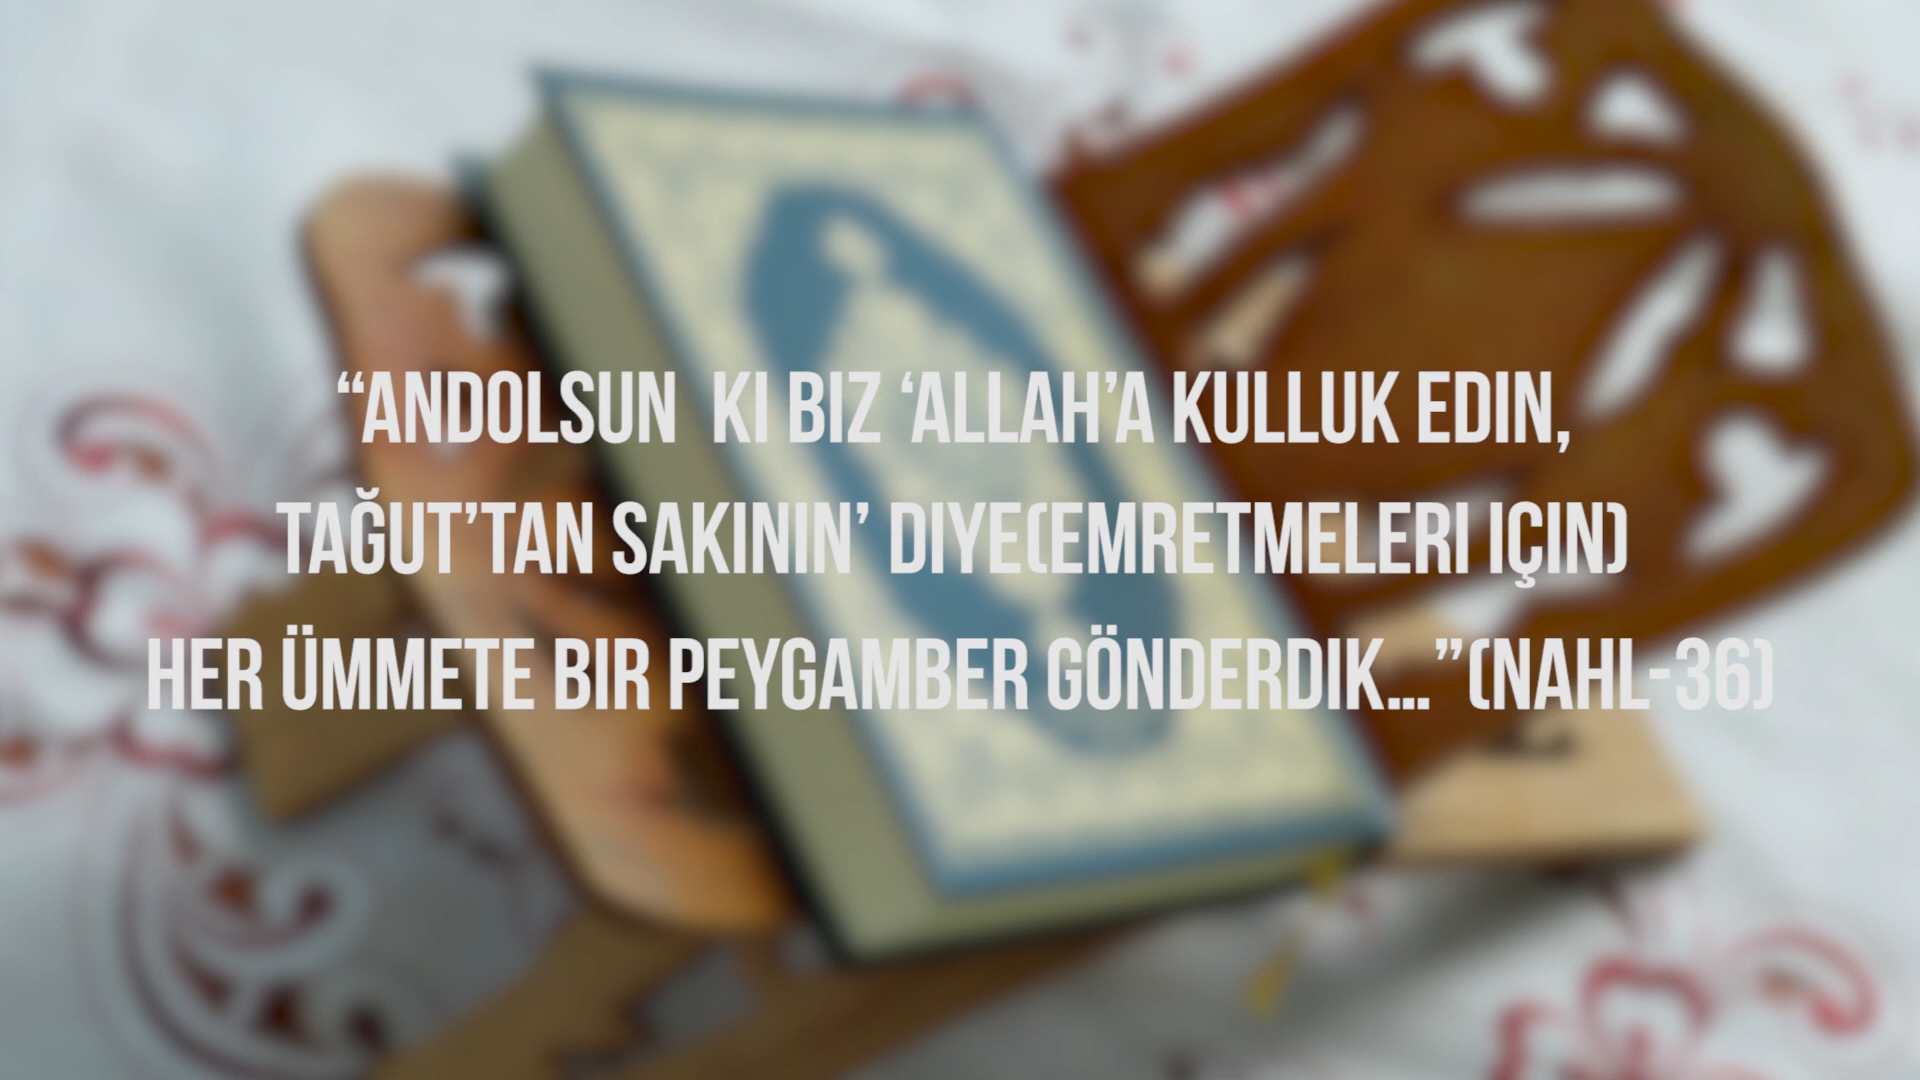 “ANDOLSUN KI BIZ ‘ALLAH’A KULLUK EDIN,
TAĞUT’TAN SAKININ’ DIYE(EMRETMELERI IÇIN)
HER ÜMMETE BIR PEYGAMBER GÖNDERDIK...”(NAHL-36)